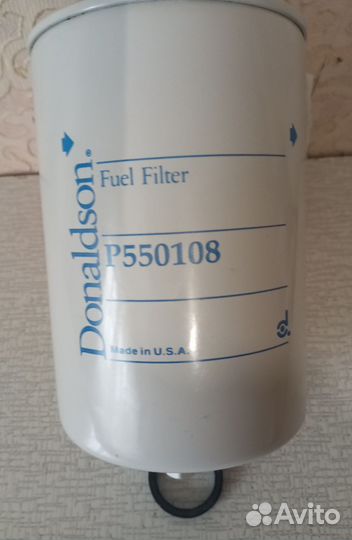 Donaldson®
Fuel Filter
P550108
Made in U.S.A.
d
Avito